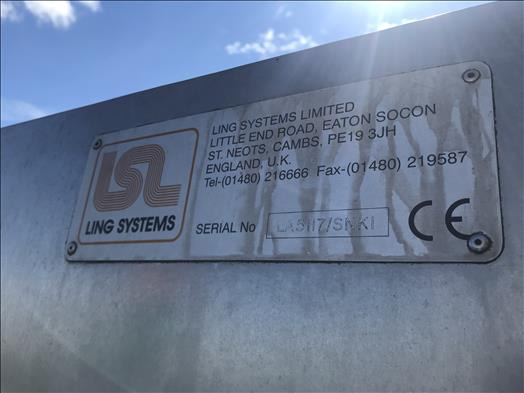 LSL
LING SYSTEMS
LING SYSTEMS LIMITED
LITTLE END ROAD, EATON SOCON
ST. NEOTS, CAMBS, PE19 3JH
ENGLAND, U.K.
Tel-(01480) 216666 Fax-(01480) 219587
SERIAL No
CE